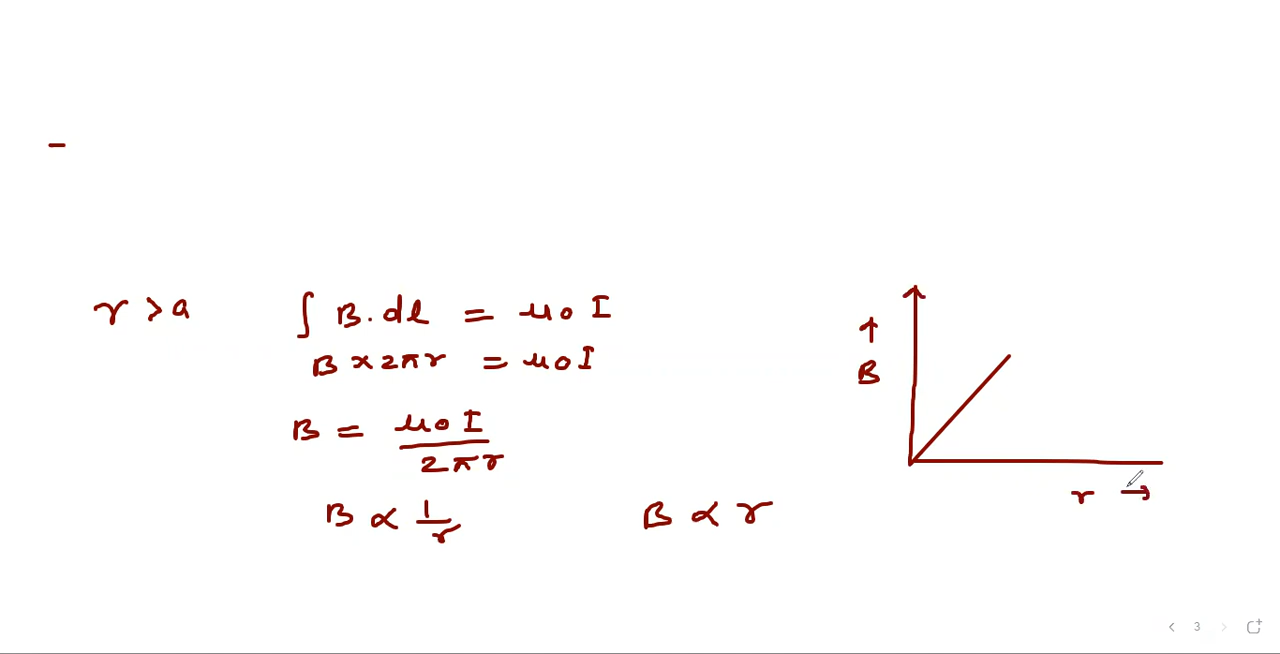 -
r > a ∫ B. dl = μ0 I
B × 2πr = μ0 I
B = μ0 I / 2πr
B ∝ 1/r B ∝ r
↑
B
r →
3